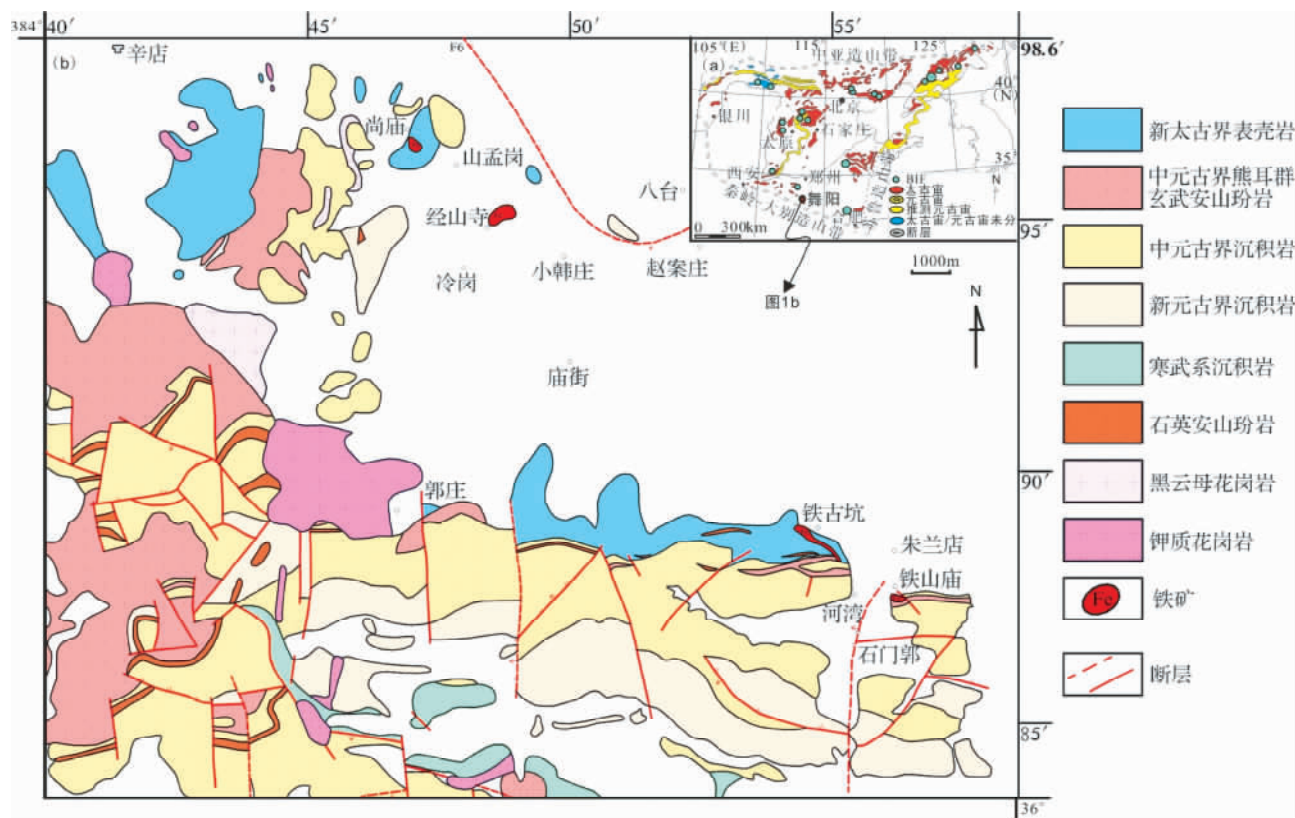 384° 40′
45′
50′
55′
98.6′
(b)
辛店
F6
尚庙
山孟岗
八台
经山寺
95′
冷岗
小韩庄
赵案庄
1000m
N
庙街
90′
郭庄
铁古坑
朱兰店
铁山庙
河湾
石门郭
85′
36°
105°(E)
115°
125°
(a)
中亚造山带
40°
(N)
北京
银川
石家庄
太原
35°
西安
郑州
舞阳
秦岭-大别造山带
合肥
N
BIF
太古宙
元古宙
推测元古宙
太古宙/元古宙未分
断层
0 300km
图1b
新太古界表壳岩
中元古界熊耳群
玄武安山玢岩
中元古界沉积岩
新元古界沉积岩
寒武系沉积岩
石英安山玢岩
黑云母花岗岩
钾质花岗岩
Fe
铁矿
断层